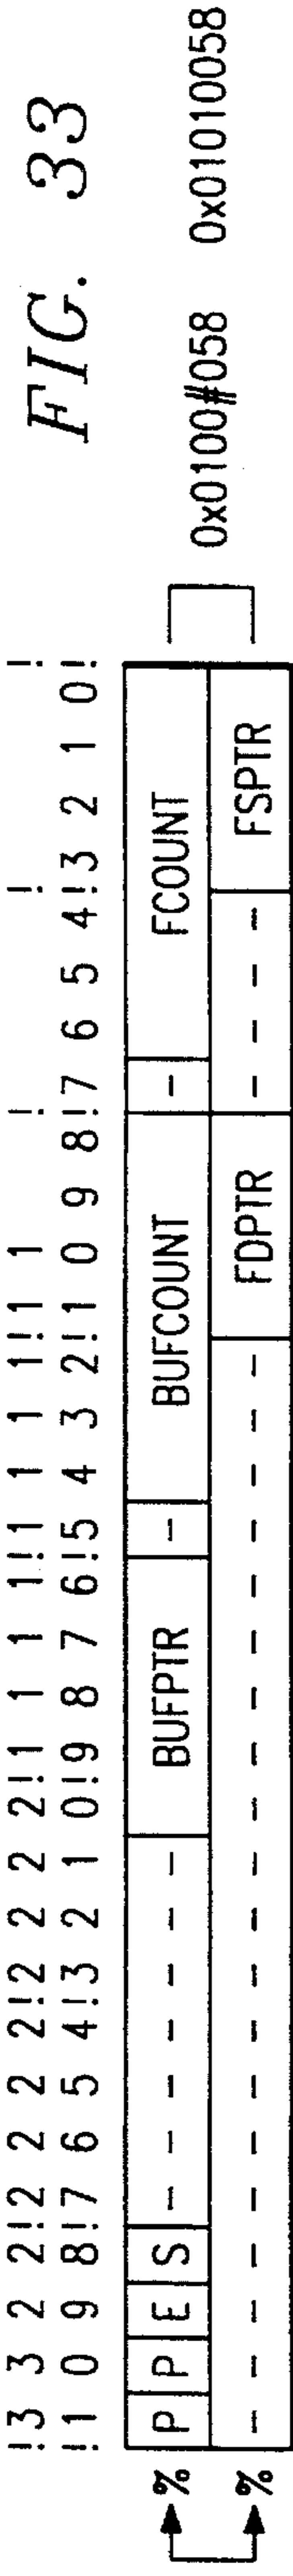 FIG. 33
!3 3 2 2!2 2 2 2!2 2 2 2!1 1 1 1!1 1 1 1!1 1 ! ! !
!1 0 9 8!7 6 5 4!3 2 1 0!9 8 7 6!5 4 3 2!1 0 9 8!7 6 5 4!3 2 1 0!
% P P E S - - - - - - - BUFPTR - BUFCOUNT - FCOUNT 0x0100#058 0x01010058
% - - - - - - - - - - - - - - - - - - - - FDPTR - - - - FSPTR